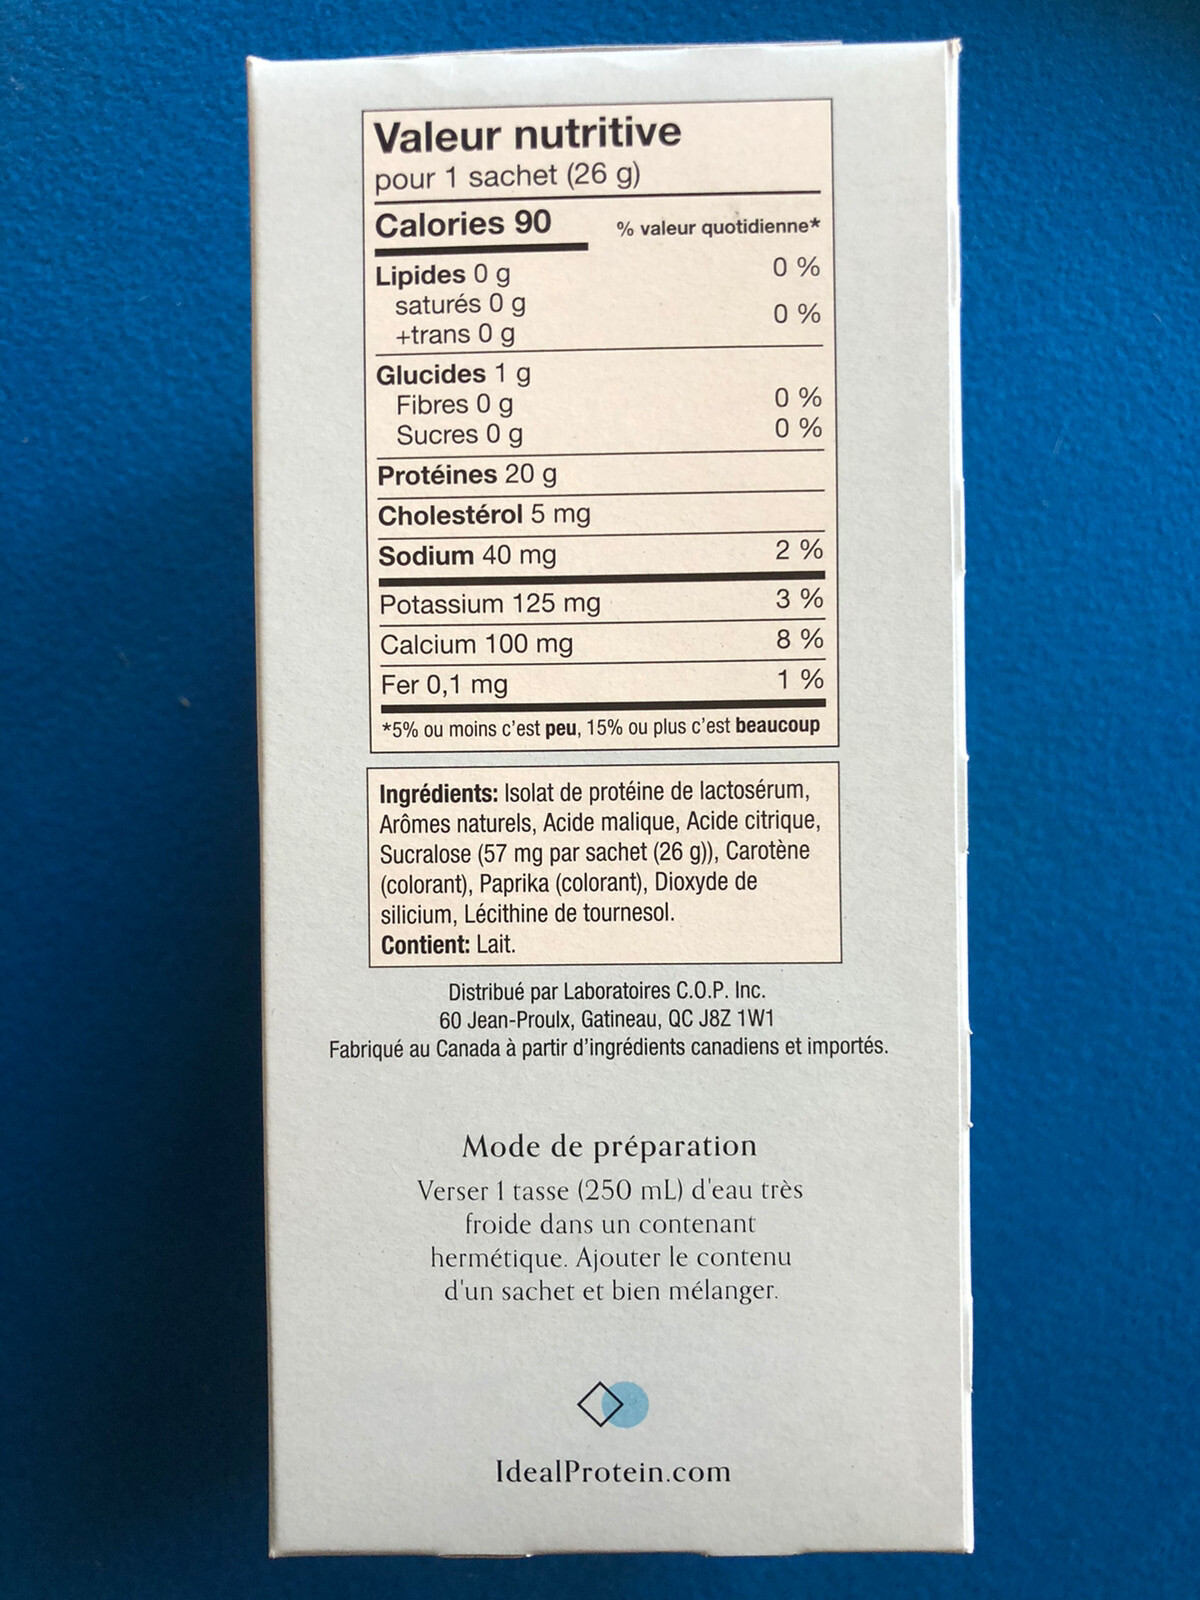 Valeur nutritive
pour 1 sachet (26 g)
Calories 90 % valeur quotidienne*
Lipides 0 g 0 %
saturés 0 g 0 %
+trans 0 g
Glucides 1 g
Fibres 0 g 0 %
Sucres 0 g 0 %
Protéines 20 g
Cholestérol 5 mg
Sodium 40 mg 2 %
Potassium 125 mg 3 %
Calcium 100 mg 8 %
Fer 0,1 mg 1 %
*5% ou moins c'est peu, 15% ou plus c'est beaucoup
Ingrédients: Isolat de protéine de lactosérum,
Arômes naturels, Acide malique, Acide citrique,
Sucralose (57 mg par sachet (26 g)), Carotène
(colorant), Paprika (colorant), Dioxyde de
silicium, Lécithine de tournesol.
Contient: Lait.
Distribué par Laboratoires C.O.P. Inc.
60 Jean-Proulx, Gatineau, QC J8Z 1W1
Fabriqué au Canada à partir d'ingrédients canadiens et importés.
Mode de préparation
Verser 1 tasse (250 mL) d'eau très
froide dans un contenant
hermétique. Ajouter le contenu
d'un sachet et bien mélanger.
IdealProtein.com